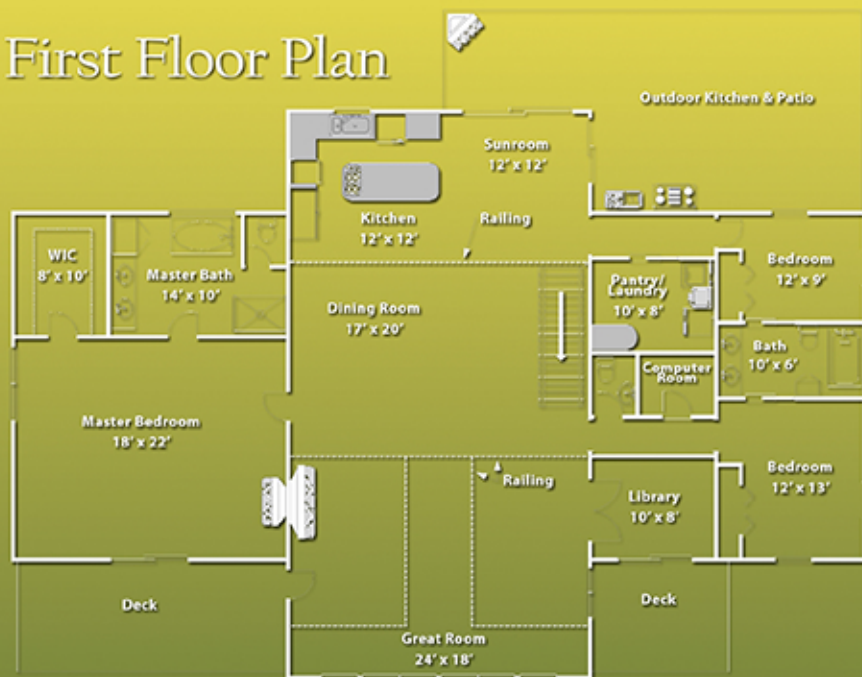 First Floor Plan
Outdoor Kitchen & Patio
Sunroom
12' x 12'
Kitchen
12' x 12'
Railing
WIC
8' x 10'
Master Bath
14' x 10'
Dining Room
17' x 20'
Pantry/
Laundry
10' x 8'
Bedroom
12' x 9'
Bath
10' x 6'
Computer
Room
Master Bedroom
18' x 22'
Railing
Library
10' x 8'
Bedroom
12' x 13'
Deck
Deck
Great Room
24' x 18'